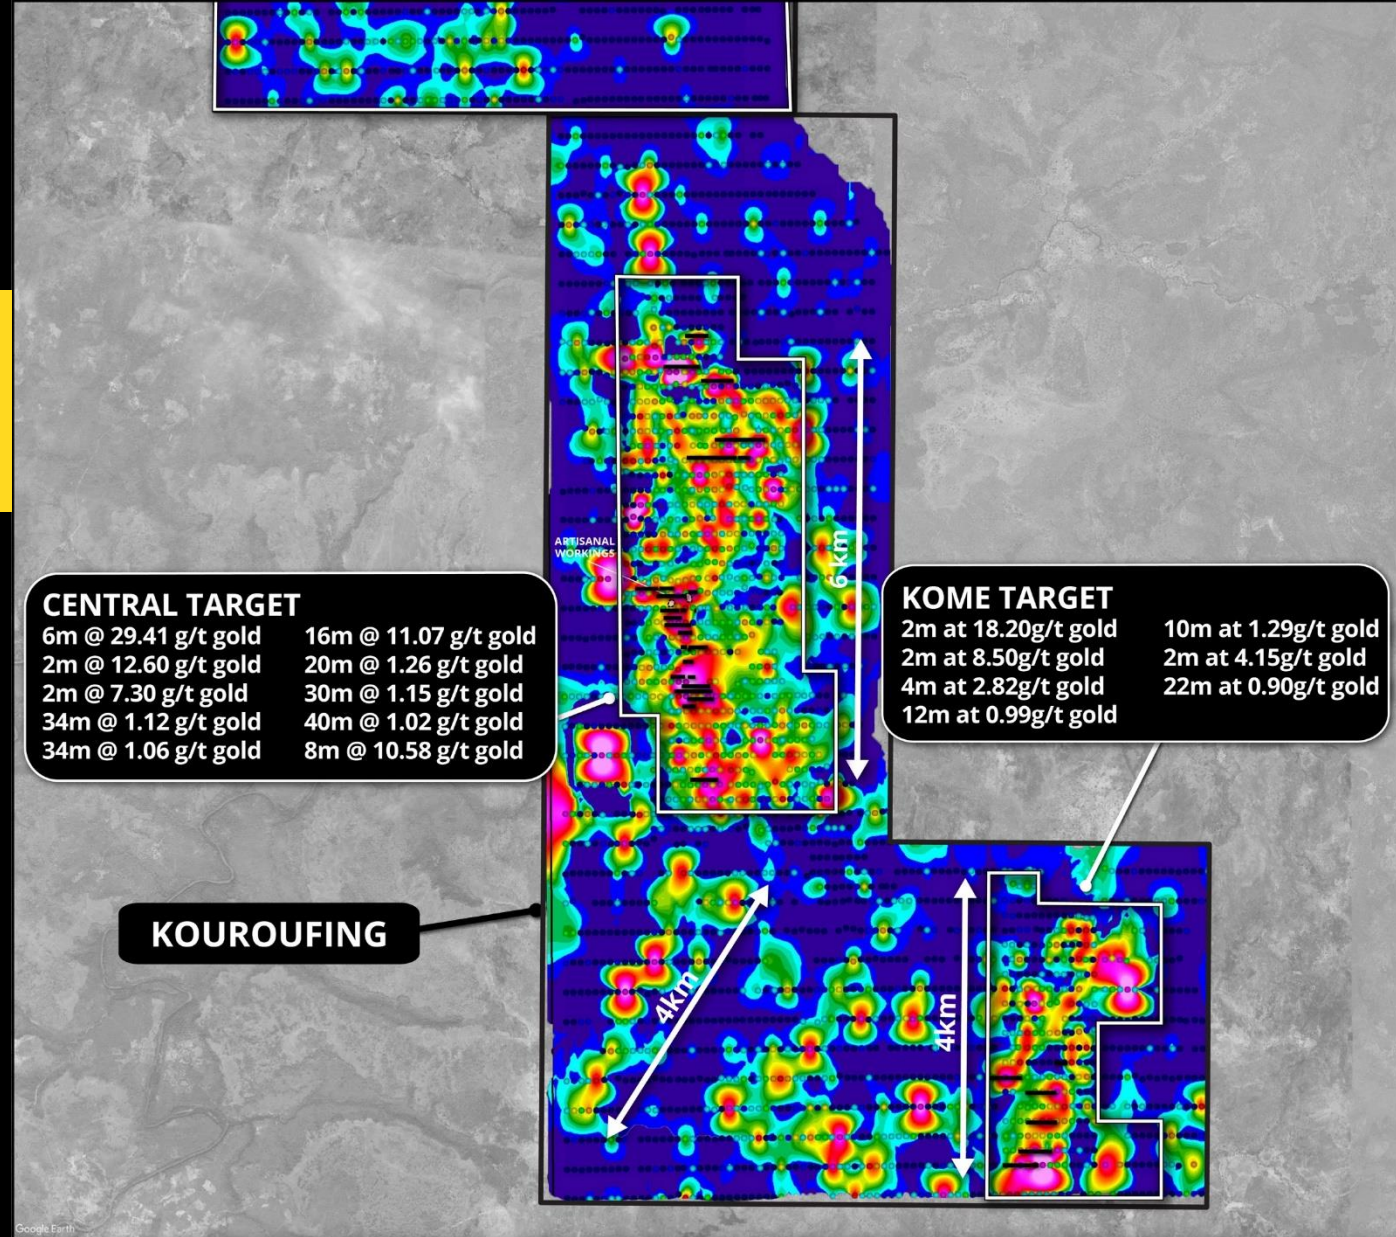 ARTISANAL
WORKINGS
6 km
CENTRAL TARGET
6m @ 29.41 g/t gold
2m @ 12.60 g/t gold
2m @ 7.30 g/t gold
34m @ 1.12 g/t gold
34m @ 1.06 g/t gold
16m @ 11.07 g/t gold
20m @ 1.26 g/t gold
30m @ 1.15 g/t gold
40m @ 1.02 g/t gold
8m @ 10.58 g/t gold
KOME TARGET
2m at 18.20g/t gold
2m at 8.50g/t gold
4m at 2.82g/t gold
12m at 0.99g/t gold
10m at 1.29g/t gold
2m at 4.15g/t gold
22m at 0.90g/t gold
KOUROUFING
4km
4km
Google Earth